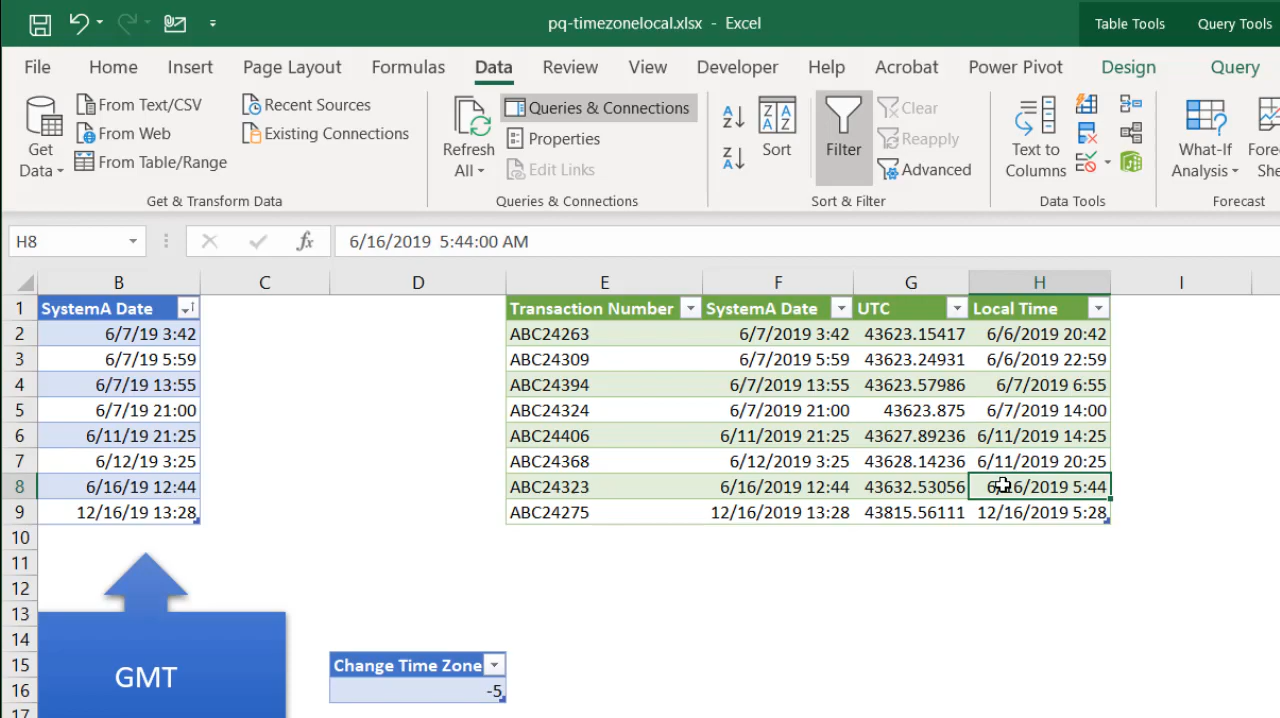 pq-timezonelocal.xlsx - Excel
Table Tools Query Tools
File Home Insert Page Layout Formulas Data Review View Developer Help Acrobat Power Pivot Design Query
Get Data
From Text/CSV
From Web
From Table/Range
Recent Sources
Existing Connections
Get & Transform Data
Refresh All
Queries & Connections
Properties
Edit Links
Queries & Connections
Sort
Filter
Clear
Reapply
Advanced
Sort & Filter
Text to Columns
Data Tools
What-If Analysis
Forecast
H8 fx 6/16/2019 5:44:00 AM
B C D E F G H I
1 SystemA Date Transaction Number SystemA Date UTC Local Time
2 6/7/19 3:42 ABC24263 6/7/2019 3:42 43623.15417 6/6/2019 20:42
3 6/7/19 5:59 ABC24309 6/7/2019 5:59 43623.24931 6/6/2019 22:59
4 6/7/19 13:55 ABC24394 6/7/2019 13:55 43623.57986 6/7/2019 6:55
5 6/7/19 21:00 ABC24324 6/7/2019 21:00 43623.875 6/7/2019 14:00
6 6/11/19 21:25 ABC24406 6/11/2019 21:25 43627.89236 6/11/2019 14:25
7 6/12/19 3:25 ABC24368 6/12/2019 3:25 43628.14236 6/11/2019 20:25
8 6/16/19 12:44 ABC24323 6/16/2019 12:44 43632.53056 6/16/2019 5:44
9 12/16/19 13:28 ABC24275 12/16/2019 13:28 43815.56111 12/16/2019 5:28
10
11
12
13
14
15 Change Time Zone
16 -5
17
GMT